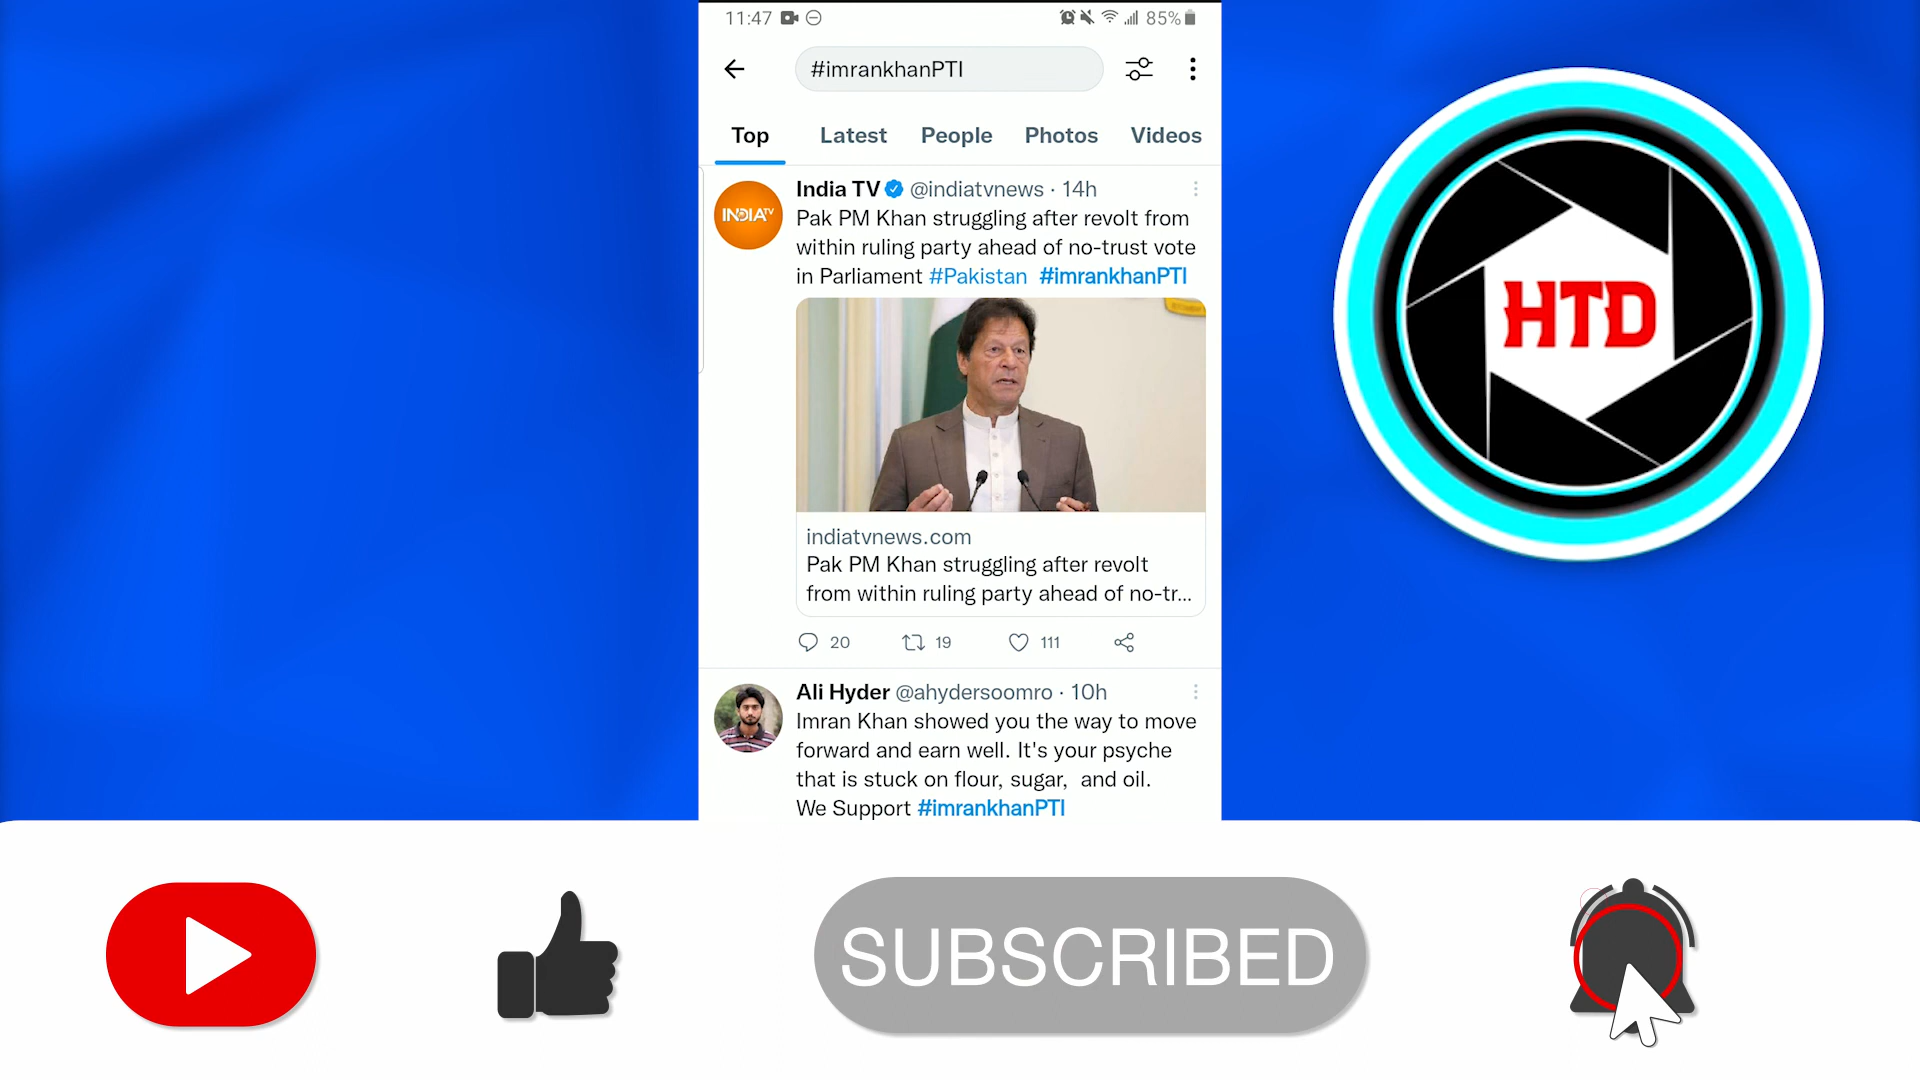 11:47
85%
#imrankhanPTI
Top Latest People Photos Videos
INDIA TV
India TV @indiatvnews · 14h
Pak PM Khan struggling after revolt from
within ruling party ahead of no-trust vote
in Parliament #Pakistan #imrankhanPTI
indiatvnews.com
Pak PM Khan struggling after revolt
from within ruling party ahead of no-tr...
20 19 111
Ali Hyder @ahydersoomro · 10h
Imran Khan showed you the way to move
forward and earn well. It's your psyche
that is stuck on flour, sugar, and oil.
We Support #imrankhanPTI
HTD
SUBSCRIBED